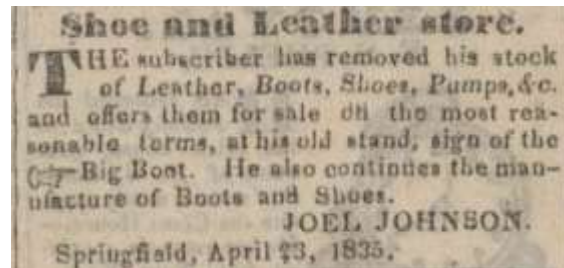 Shoe and Leather store.
THE subscriber has removed his stock
of Leather, Boots, Shoes, Pumps, &c.
and offers them for sale on the most rea-
sonable terms, at his old stand, sign of the
☞Big Boot. He also continues the man-
ufacture of Boots and Shoes.
JOEL JOHNSON.
Springfield, April 23, 1835.